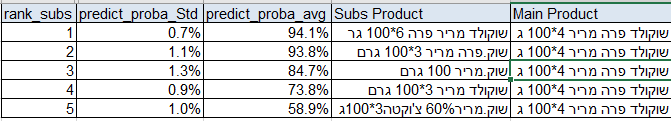 rank_subs predict_proba_Std predict_proba_avg Subs Product Main Product
1 0.7% 94.1% שוקולד מריר פרה 6*100 גר שוקולד פרה מריר 4*100 ג
2 1.1% 93.8% שוק.פרה מריר 3*100 גרם שוקולד פרה מריר 4*100 ג
3 1.3% 84.7% שוק.מריר 100 גרם שוקולד פרה מריר 4*100 ג
4 0.9% 73.8% שוקולד מריר 3*100 גרם שוקולד פרה מריר 4*100 ג
5 1.0% 58.9% שוק.מריר60% צ'וקטה3*100ג שוקולד פרה מריר 4*100 ג